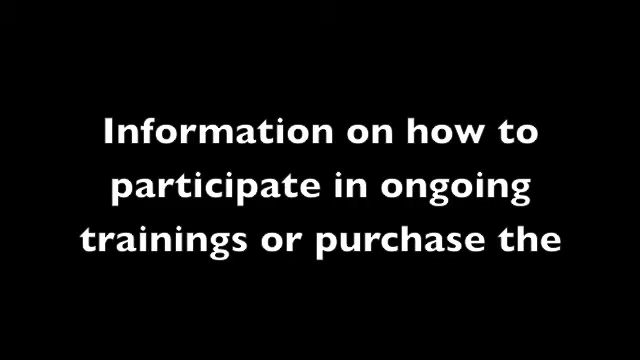 Information on how to
participate in ongoing
trainings or purchase the